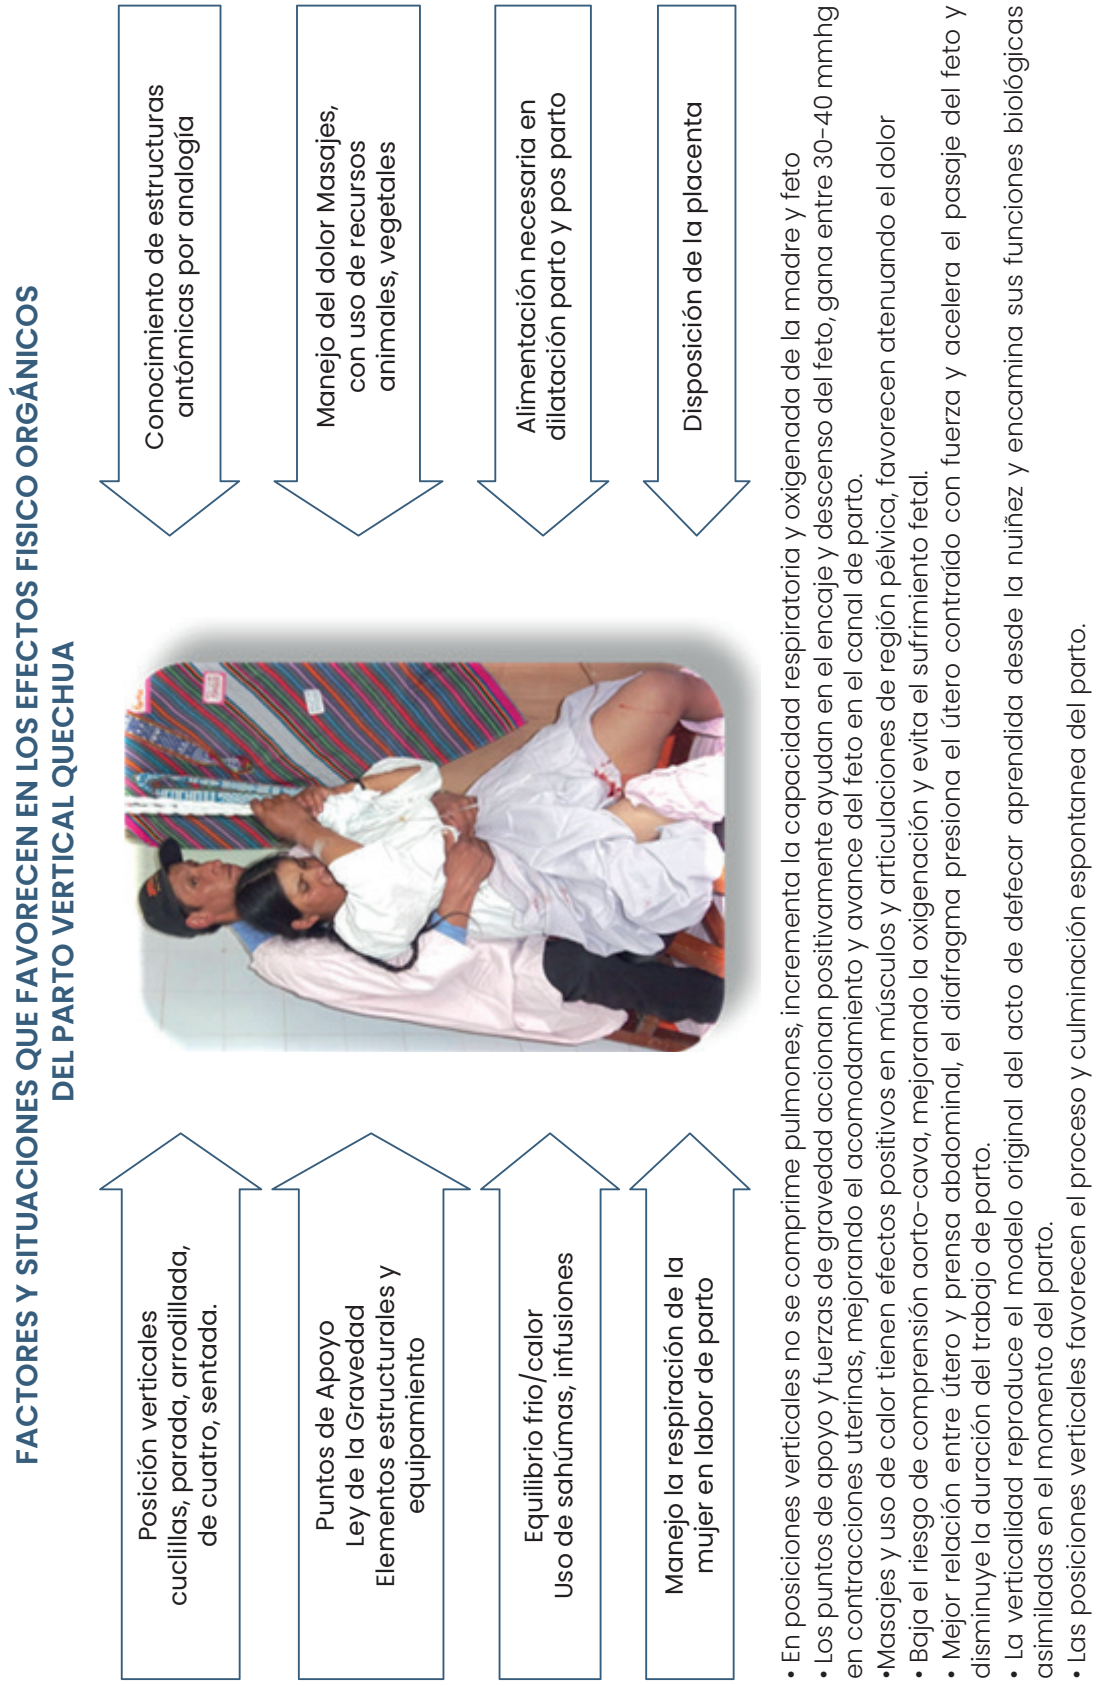 FACTORES Y SITUACIONES QUE FAVORECEN EN LOS EFECTOS FISICO ORGÁNICOS
DEL PARTO VERTICAL QUECHUA
Posición verticales
cuclillas, parada, arrodillada,
de cuatro, sentada.
Puntos de Apoyo
Ley de la Gravedad
Elementos estructurales y
equipamiento
Equilibrio frio/calor
Uso de sahúmas, infusiones
Manejo la respiración de la
mujer en labor de parto
Conocimiento de estructuras
antómicas por analogía
Manejo del dolor Masajes,
con uso de recursos
animales, vegetales
Alimentación necesaria en
dilatación parto y pos parto
Disposición de la placenta
• En posiciones verticales no se comprime pulmones, incrementa la capacidad respiratoria y oxigenada de la madre y feto
• Los puntos de apoyo y fuerzas de gravedad accionan positivamente ayudan en el encaje y descenso del feto, gana entre 30-40 mmhg
en contracciones uterinas, mejorando el acomodamiento y avance del feto en el canal de parto.
•Masajes y uso de calor tienen efectos positivos en músculos y articulaciones de región pélvica, favorecen atenuando el dolor
• Baja el riesgo de comprensión aorto-cava, mejorando la oxigenación y evita el sufrimiento fetal.
• Mejor relación entre útero y prensa abdominal, el diafragma presiona el útero contraído con fuerza y acelera el pasaje del feto y
disminuye la duración del trabajo de parto.
• La verticalidad reproduce el modelo original del acto de defecar aprendida desde la nuiñez y encamina sus funciones biológicas
asimiladas en el momento del parto.
• Las posiciones verticales favorecen el proceso y culminación espontanea del parto.